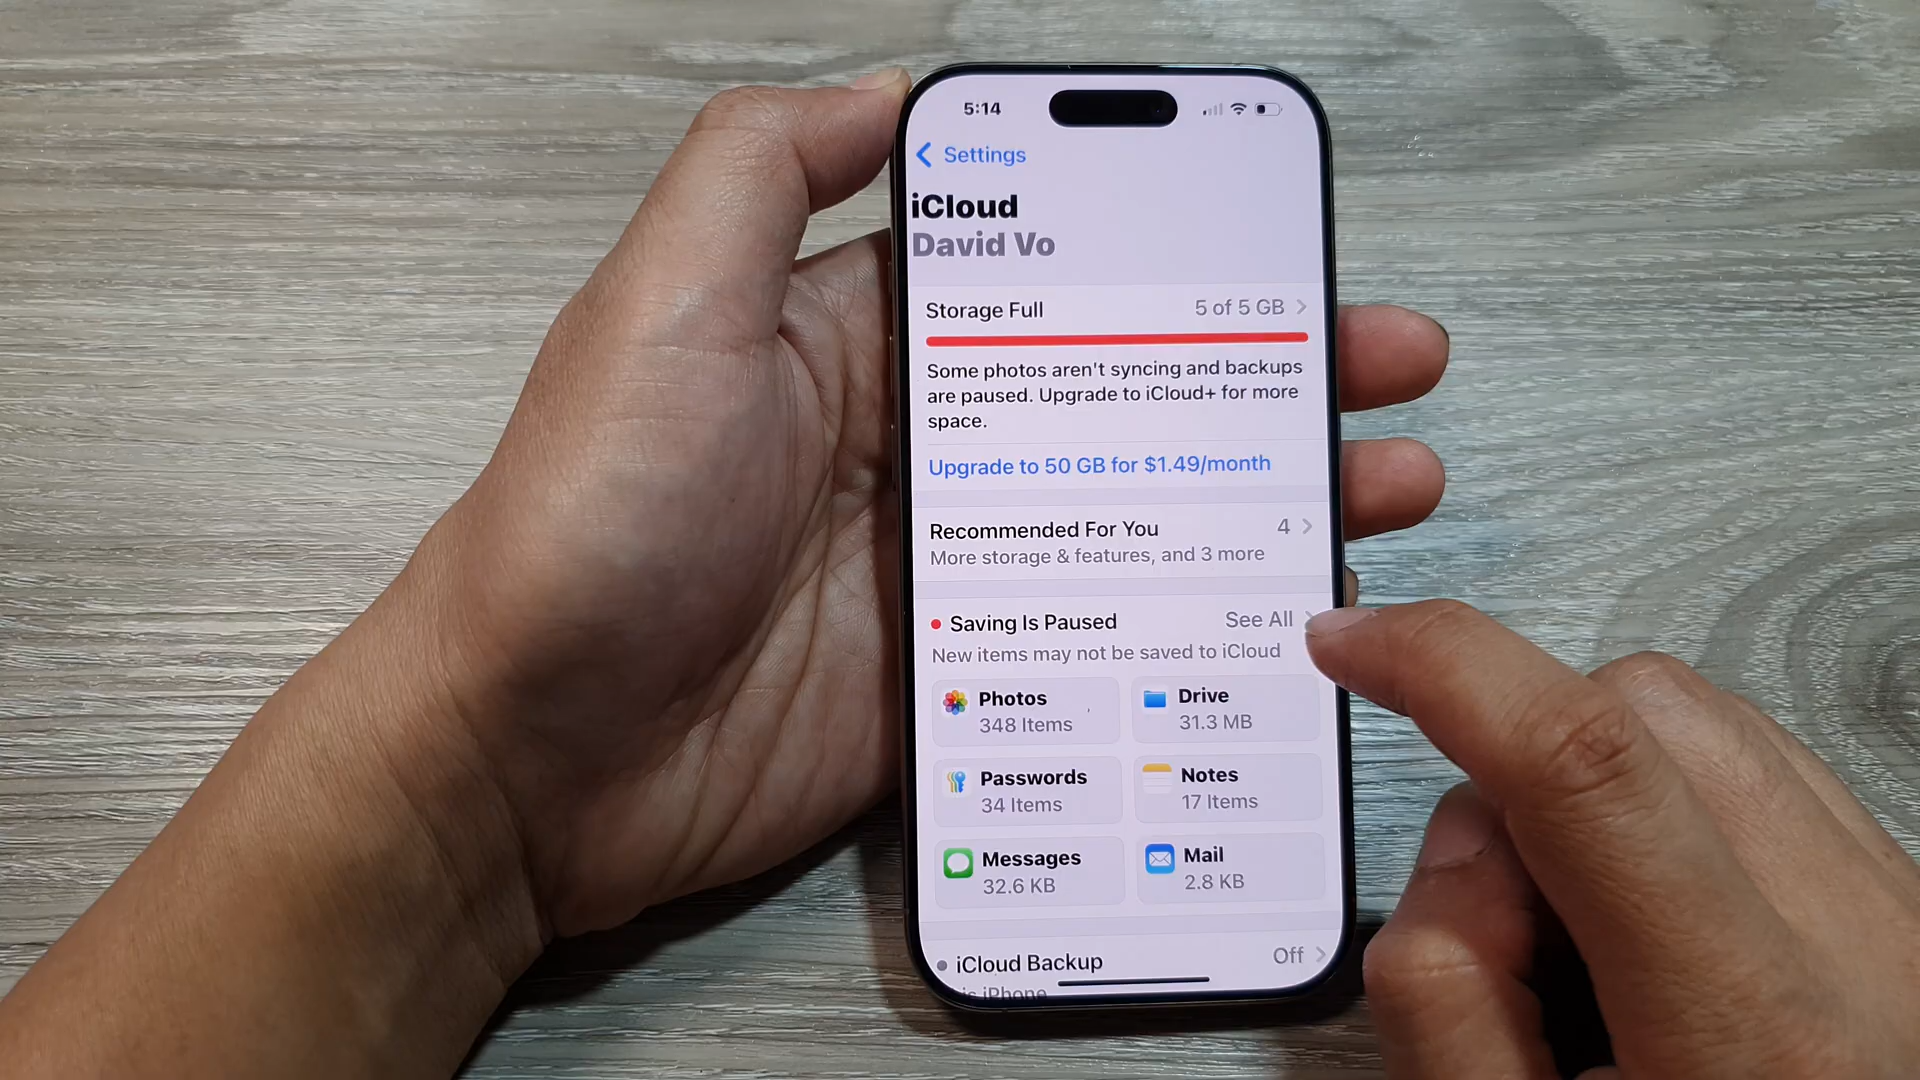 5:14
Settings
iCloud
David Vo
Storage Full 5 of 5 GB
Some photos aren't syncing and backups
are paused. Upgrade to iCloud+ for more
space.
Upgrade to 50 GB for $1.49/month
Recommended For You 4
More storage & features, and 3 more
Saving Is Paused See All
New items may not be saved to iCloud
Photos
348 Items
Drive
31.3 MB
Passwords
34 Items
Notes
17 Items
Messages
32.6 KB
Mail
2.8 KB
iCloud Backup Off
iPhone